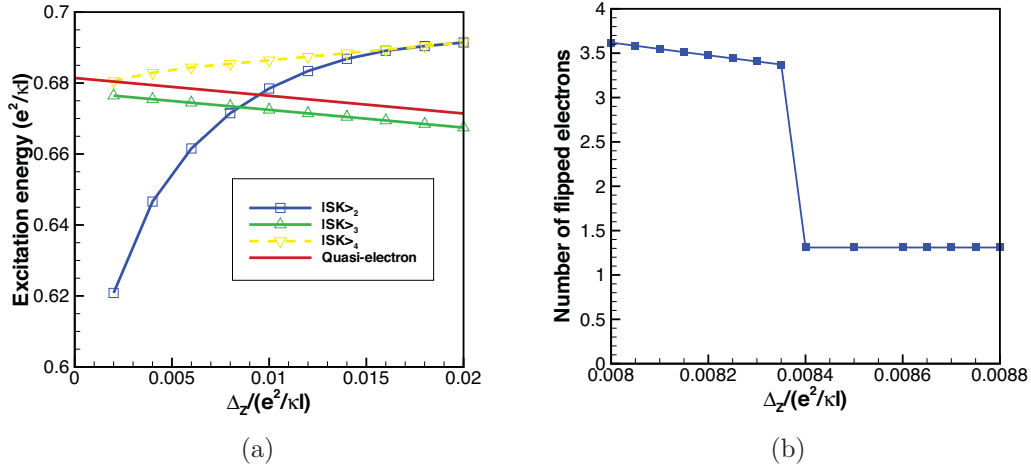 0.7
0.68
0.66
0.64
0.62
0.6
Excitation energy (e²/κl)
|SK>₂
|SK>₃
|SK>₄
Quasi-electron
0 0.005 0.01 0.015 0.02
Δ_Z/(e²/κl)
(a)
4
3.5
3
2.5
2
1.5
1
0.5
0
Number of flipped electrons
0.008 0.0082 0.0084 0.0086 0.0088
Δ_Z/(e²/κl)
(b)